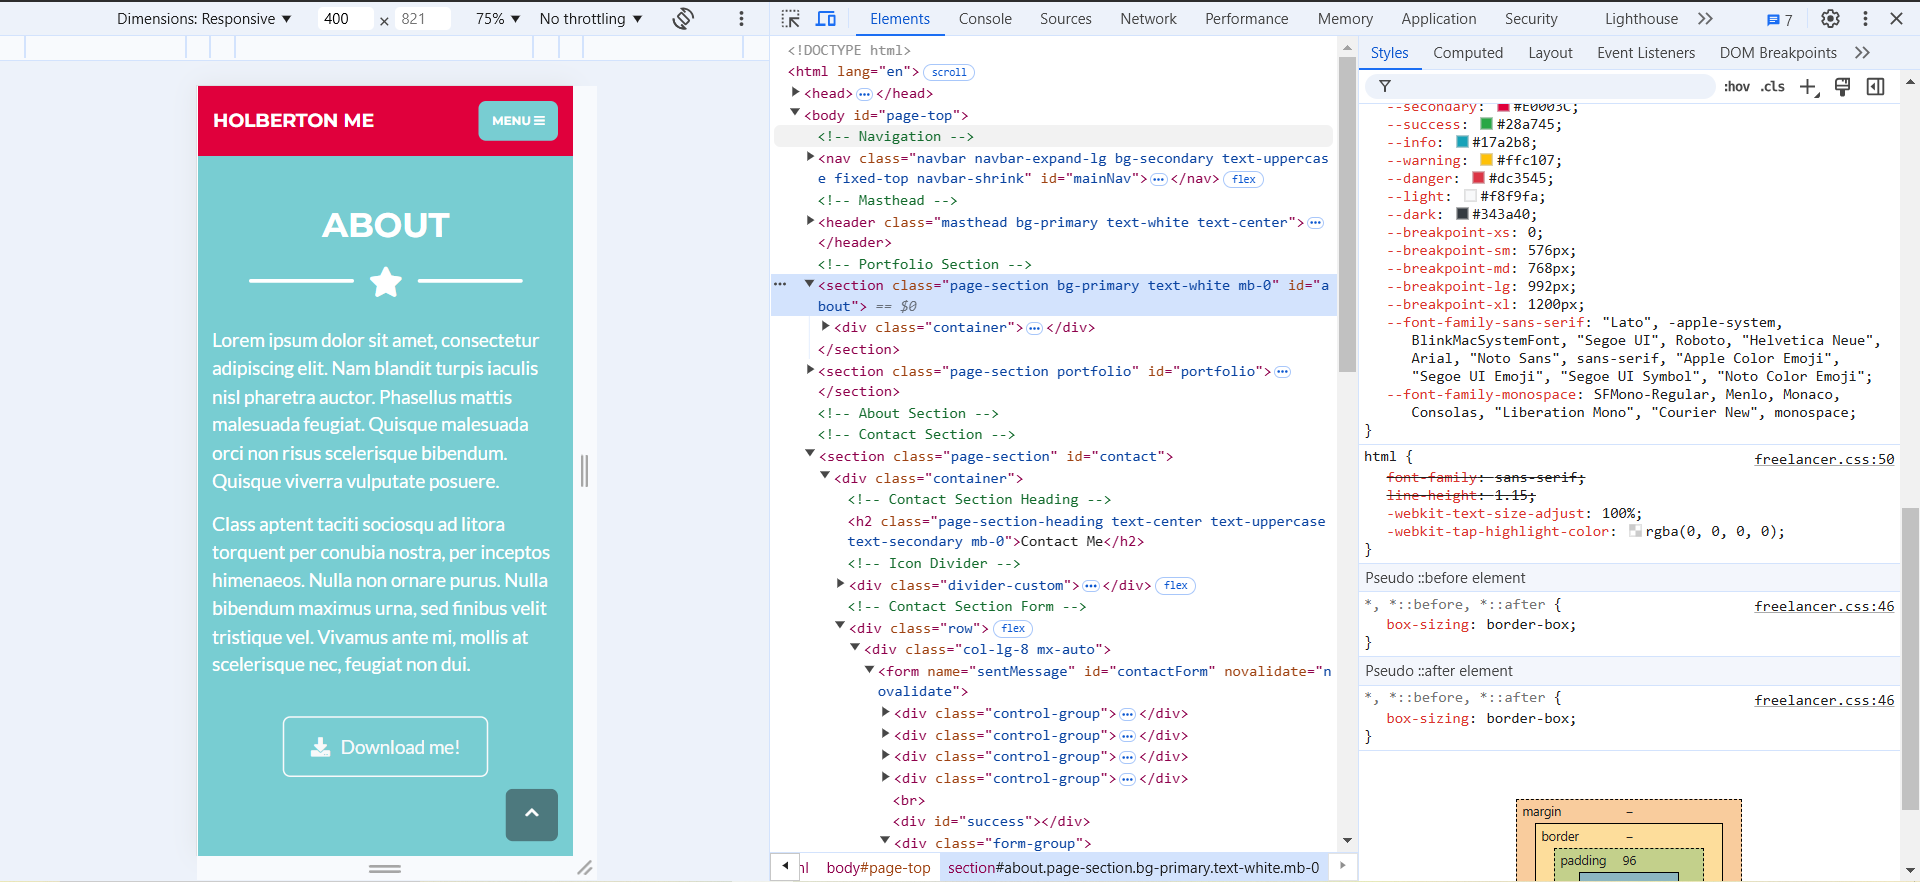 Dimensions: Responsive ▼ 400 × 821 75% ▼ No throttling ▼
Elements Console Sources Network Performance Memory Application Security Lighthouse 7
HOLBERTON ME
MENU
ABOUT
Lorem ipsum dolor sit amet, consectetur
adipiscing elit. Nam blandit turpis iaculis
nisl pharetra auctor. Phasellus mattis
malesuada feugiat. Quisque malesuada
orci non risus scelerisque bibendum.
Quisque viverra vulputate posuere.
Class aptent taciti sociosqu ad litora
torquent per conubia nostra, per inceptos
himenaeos. Nulla non ornare purus. Nulla
bibendum maximus urna, sed finibus velit
tristique vel. Vivamus ante mi, mollis at
scelerisque nec, feugiat non dui.
Download me!
<!DOCTYPE html>
<html lang="en"> scroll
<head> ⋯ </head>
<body id="page-top">
<!-- Navigation -->
<nav class="navbar navbar-expand-lg bg-secondary text-uppercas
e fixed-top navbar-shrink" id="mainNav"> ⋯ </nav> flex
<!-- Masthead -->
<header class="masthead bg-primary text-white text-center"> ⋯
</header>
<!-- Portfolio Section -->
<section class="page-section bg-primary text-white mb-0" id="a
bout"> == $0
<div class="container"> ⋯ </div>
</section>
<section class="page-section portfolio" id="portfolio"> ⋯
</section>
<!-- About Section -->
<!-- Contact Section -->
<section class="page-section" id="contact">
<div class="container">
<!-- Contact Section Heading -->
<h2 class="page-section-heading text-center text-uppercase
text-secondary mb-0">Contact Me</h2>
<!-- Icon Divider -->
<div class="divider-custom"> ⋯ </div> flex
<!-- Contact Section Form -->
<div class="row"> flex
<div class="col-lg-8 mx-auto">
<form name="sentMessage" id="contactForm" novalidate="n
ovalidate">
<div class="control-group"> ⋯ </div>
<div class="control-group"> ⋯ </div>
<div class="control-group"> ⋯ </div>
<div class="control-group"> ⋯ </div>
<br>
<div id="success"></div>
<div class="form-group">
ml body#page-top section#about.page-section.bg-primary.text-white.mb-0
Styles Computed Layout Event Listeners DOM Breakpoints
:hov .cls
--secondary: #E0003C;
--success: #28a745;
--info: #17a2b8;
--warning: #ffc107;
--danger: #dc3545;
--light: #f8f9fa;
--dark: #343a40;
--breakpoint-xs: 0;
--breakpoint-sm: 576px;
--breakpoint-md: 768px;
--breakpoint-lg: 992px;
--breakpoint-xl: 1200px;
--font-family-sans-serif: "Lato", -apple-system,
BlinkMacSystemFont, "Segoe UI", Roboto, "Helvetica Neue",
Arial, "Noto Sans", sans-serif, "Apple Color Emoji",
"Segoe UI Emoji", "Segoe UI Symbol", "Noto Color Emoji";
--font-family-monospace: SFMono-Regular, Menlo, Monaco,
Consolas, "Liberation Mono", "Courier New", monospace;
}
html { freelancer.css:50
font-family: sans-serif;
line-height: 1.15;
-webkit-text-size-adjust: 100%;
-webkit-tap-highlight-color: rgba(0, 0, 0, 0);
}
Pseudo ::before element
*, *::before, *::after { freelancer.css:46
box-sizing: border-box;
}
Pseudo ::after element
*, *::before, *::after { freelancer.css:46
box-sizing: border-box;
}
margin –
border –
padding 96